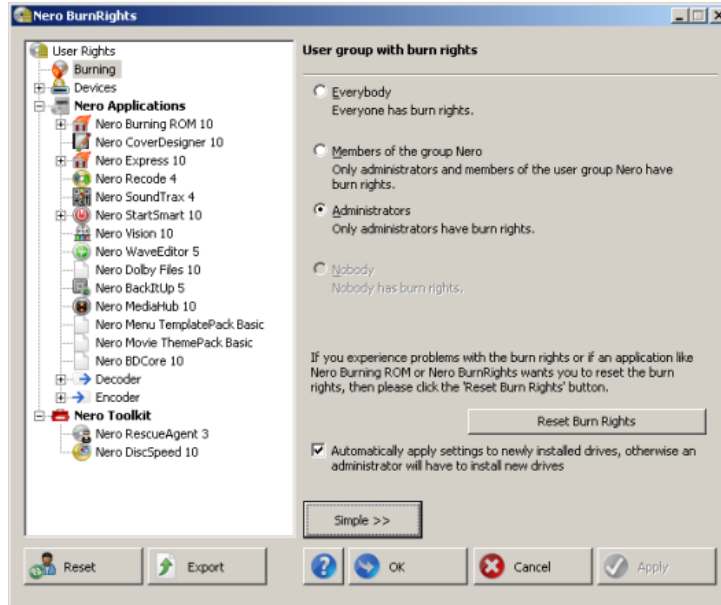 Nero BurnRights
User Rights
Burning
Devices
Nero Applications
Nero Burning ROM 10
Nero CoverDesigner 10
Nero Express 10
Nero Recode 4
Nero SoundTrax 4
Nero StartSmart 10
Nero Vision 10
Nero WaveEditor 5
Nero Dolby Files 10
Nero BackItUp 5
Nero MediaHub 10
Nero Menu TemplatePack Basic
Nero Movie ThemePack Basic
Nero BDCore 10
Decoder
Encoder
Nero Toolkit
Nero RescueAgent 3
Nero DiscSpeed 10
User group with burn rights
Everybody
Everyone has burn rights.
Members of the group Nero
Only administrators and members of the user group Nero have
burn rights.
Administrators
Only administrators have burn rights.
Nobody
Nobody has burn rights.
If you experience problems with the burn rights or if an application like
Nero Burning ROM or Nero BurnRights wants you to reset the burn
rights, then please click the 'Reset Burn Rights' button.
Reset Burn Rights
Automatically apply settings to newly installed drives, otherwise an
administrator will have to install new drives
Simple >>
Reset
Export
OK
Cancel
Apply